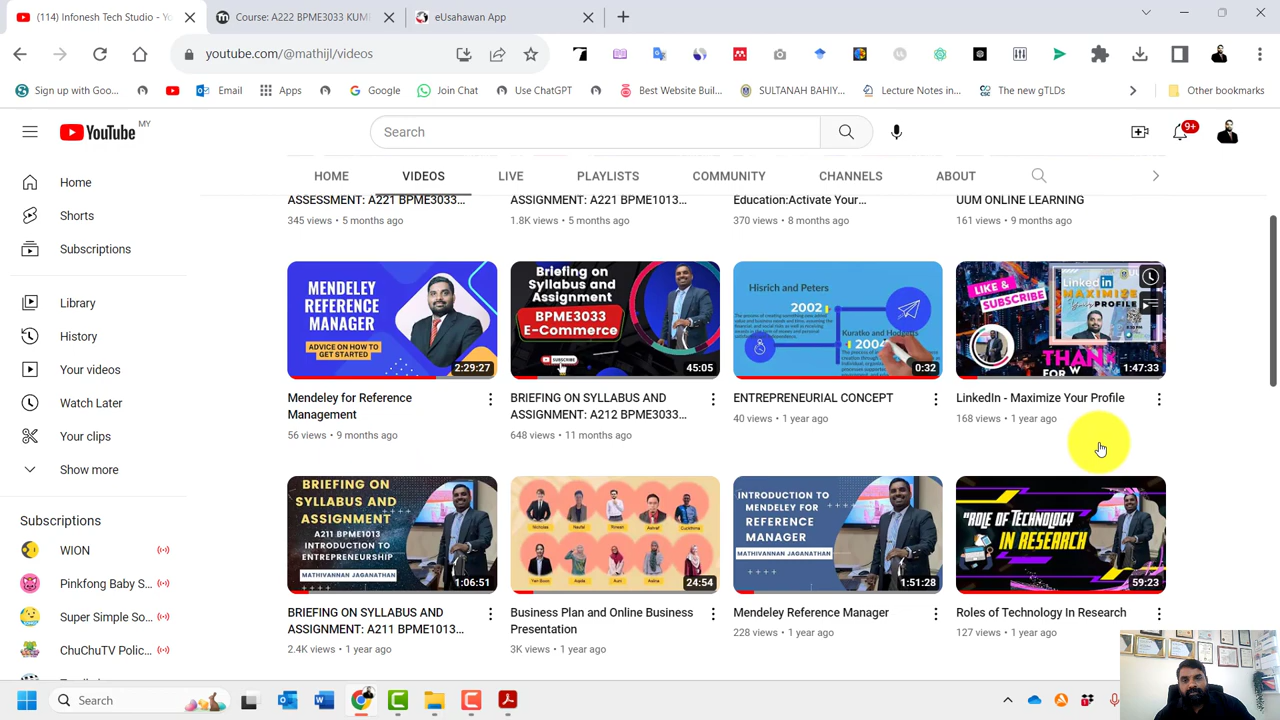 (114) Infonesh Tech Studio - Yo
Course: A222 BPME3033 KUMP
eUsahawan App
youtube.com/@mathijl/videos
Sign up with Goo...
Email
Apps
Google
Join Chat
Use ChatGPT
Best Website Buil...
SULTANAH BAHIY...
Lecture Notes in...
The new gTLDs
Other bookmarks
YouTube MY
Search
9+
Home
Shorts
Subscriptions
Library
History
Your videos
Watch Later
Your clips
Show more
Subscriptions
WION
Pinkfong Baby S...
Super Simple So...
ChuChuTV Polic...
HOME
VIDEOS
LIVE
PLAYLISTS
COMMUNITY
CHANNELS
ABOUT
ASSESSMENT: A221 BPME3033...
345 views • 5 months ago
ASSIGNMENT: A221 BPME1013...
1.8K views • 5 months ago
Education:Activate Your...
370 views • 8 months ago
UUM ONLINE LEARNING
161 views • 9 months ago
MENDELEY
REFERENCE
MANAGER
ADVICE ON HOW TO
GET STARTED
2:29:27
Mendeley for Reference
Management
56 views • 9 months ago
Briefing on
Syllabus and
Assignment
BPME3033
E-Commerce
SUBSCRIBE
45:05
BRIEFING ON SYLLABUS AND
ASSIGNMENT: A212 BPME3033...
648 views • 11 months ago
Hisrich and Peters
2002
Kuratko and Hodgetts
2004
0:32
ENTREPRENEURIAL CONCEPT
40 views • 1 year ago
LIKE &
SUBSCRIBE
LinkedIn
MAXIMIZE
YOUR PROFILE
THANK
1:47:33
LinkedIn - Maximize Your Profile
168 views • 1 year ago
BRIEFING ON
SYLLABUS AND
ASSIGNMENT
A211 BPME1013
INTRODUCTION TO
ENTREPRENEURSHIP
MATHIVANNAN JAGANATHAN
1:06:51
BRIEFING ON SYLLABUS AND
ASSIGNMENT: A211 BPME1013...
2.4K views • 1 year ago
24:54
Business Plan and Online Business
Presentation
3K views • 1 year ago
INTRODUCTION TO
MENDELEY FOR
REFERENCE
MANAGER
MATHIVANNAN JAGANATHAN
1:51:28
Mendeley Reference Manager
228 views • 1 year ago
"ROLE OF TECHNOLOGY
IN RESEARCH
59:23
Roles of Technology In Research
127 views • 1 year ago
Search